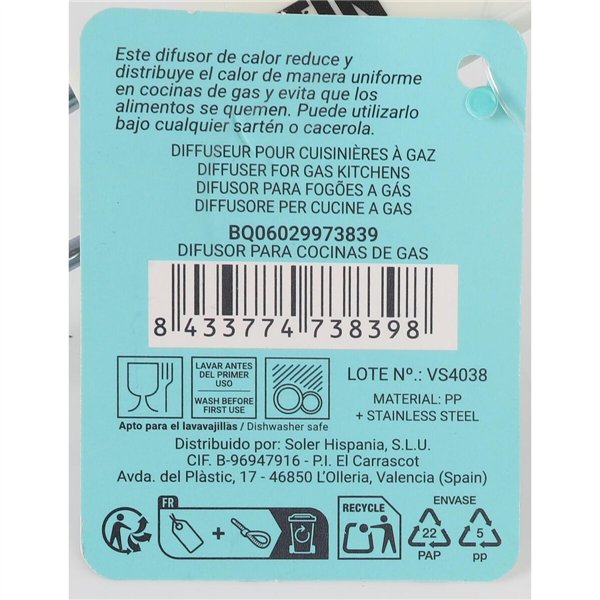 Este difusor de calor reduce y
distribuye el calor de manera uniforme
en cocinas de gas y evita que los
alimentos se quemen. Puede utilizarlo
bajo cualquier sartén o cacerola.
DIFFUSEUR POUR CUISINIÈRES À GAZ
DIFFUSER FOR GAS KITCHENS
DIFUSOR PARA FOGÕES A GÁS
DIFFUSORE PER CUCINE A GAS
BQ06029973839
DIFUSOR PARA COCINAS DE GAS
8 433774 738398
LAVAR ANTES
DEL PRIMER
USO
WASH BEFORE
FIRST USE
Apto para el lavavajillas / Dishwasher safe
LOTE Nº.: VS4038
MATERIAL: PP
+ STAINLESS STEEL
Distribuido por: Soler Hispania, S.L.U.
CIF. B-96947916 - P.I. El Carrascot
Avda. del Plàstic, 17 - 46850 L'Olleria, Valencia (Spain)
FR
+
RECYCLE
ENVASE
22
PAP
5
pp